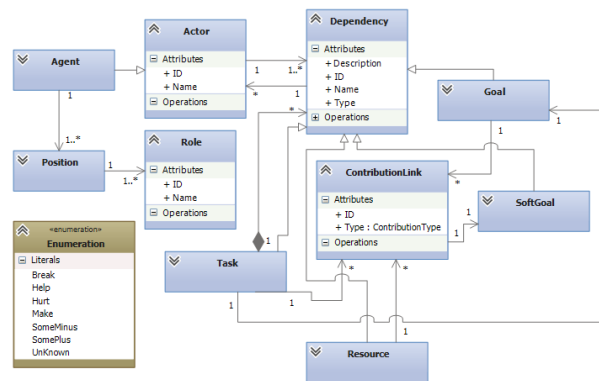 Actor
Attributes
+ ID
+ Name
Operations
Dependency
Attributes
+ Description
+ ID
+ Name
+ Type
Operations
Agent
Goal
1
1..*
1
*
*
1
1..*
1
1
1
Position
1
1..*
Role
Attributes
+ ID
+ Name
Operations
ContributionLink
Attributes
+ ID
+ Type : ContributionType
Operations
*
SoftGoal
1
1
«enumeration»
Enumeration
Literals
Break
Help
Hurt
Make
SomeMinus
SomePlus
UnKnown
Task
1
1
1
*
*
1
Resource